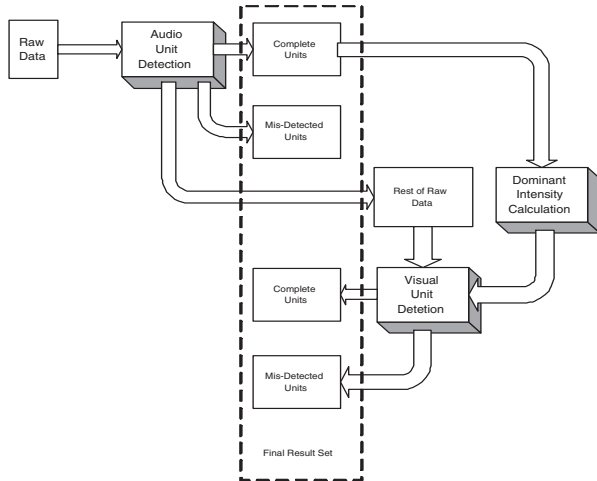 Raw
Data
Audio
Unit
Detection
Complete
Units
Mis-Detected
Units
Rest of Raw
Data
Dominant
Intensity
Calculation
Complete
Units
Visual
Unit
Detetion
Mis-Detected
Units
Final Result Set